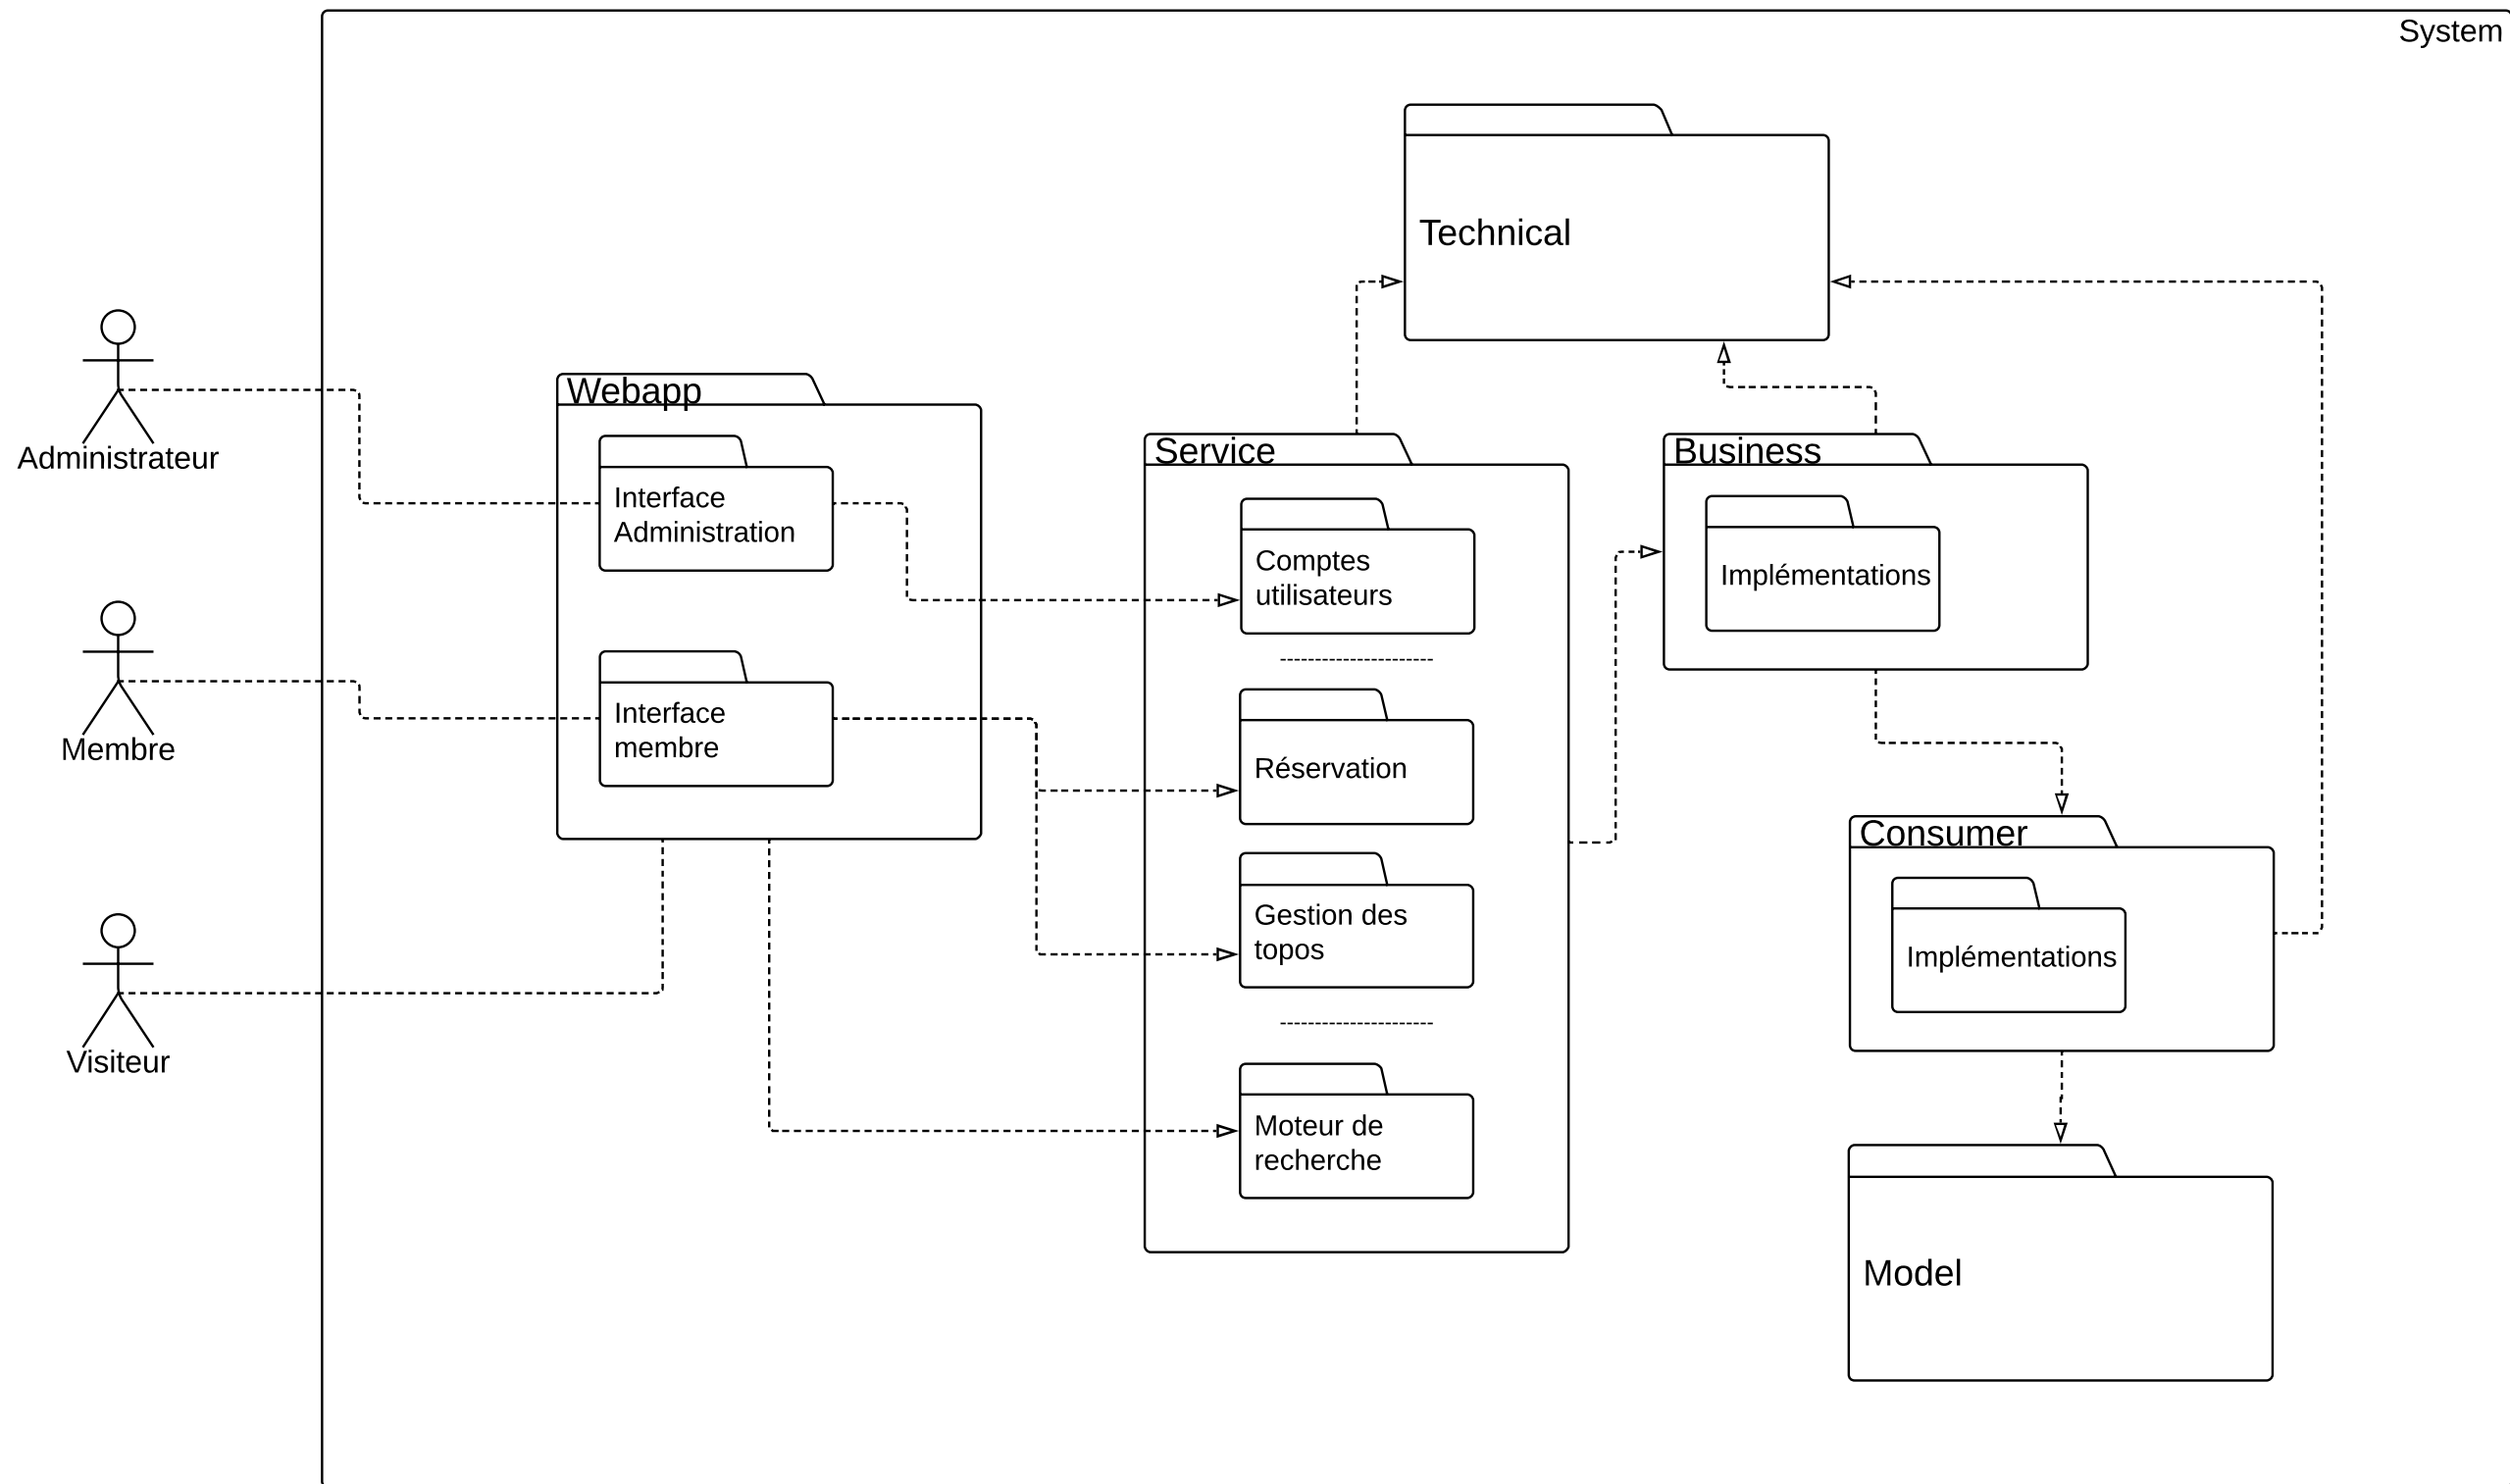 System
Technical
Administrateur
Webapp
Interface
Administration
Service
Comptes
utilisateurs
Business
Implémentations
Membre
Interface
membre
Réservation
Gestion des
topos
Consumer
Implémentations
Visiteur
Moteur de
recherche
Model